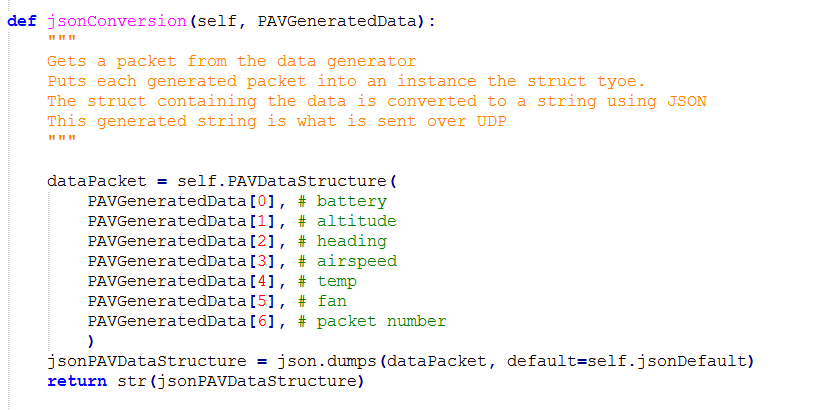 def jsonConversion(self, PAVGeneratedData):
    """
    Gets a packet from the data generator
    Puts each generated packet into an instance the struct tyoe.
    The struct containing the data is converted to a string using JSON
    This generated string is what is sent over UDP
    """
    dataPacket = self.PAVDataStructure(
        PAVGeneratedData[0], # battery
        PAVGeneratedData[1], # altitude
        PAVGeneratedData[2], # heading
        PAVGeneratedData[3], # airspeed
        PAVGeneratedData[4], # temp
        PAVGeneratedData[5], # fan
        PAVGeneratedData[6], # packet number
        )
    jsonPAVDataStructure = json.dumps(dataPacket, default=self.jsonDefault)
    return str(jsonPAVDataStructure)